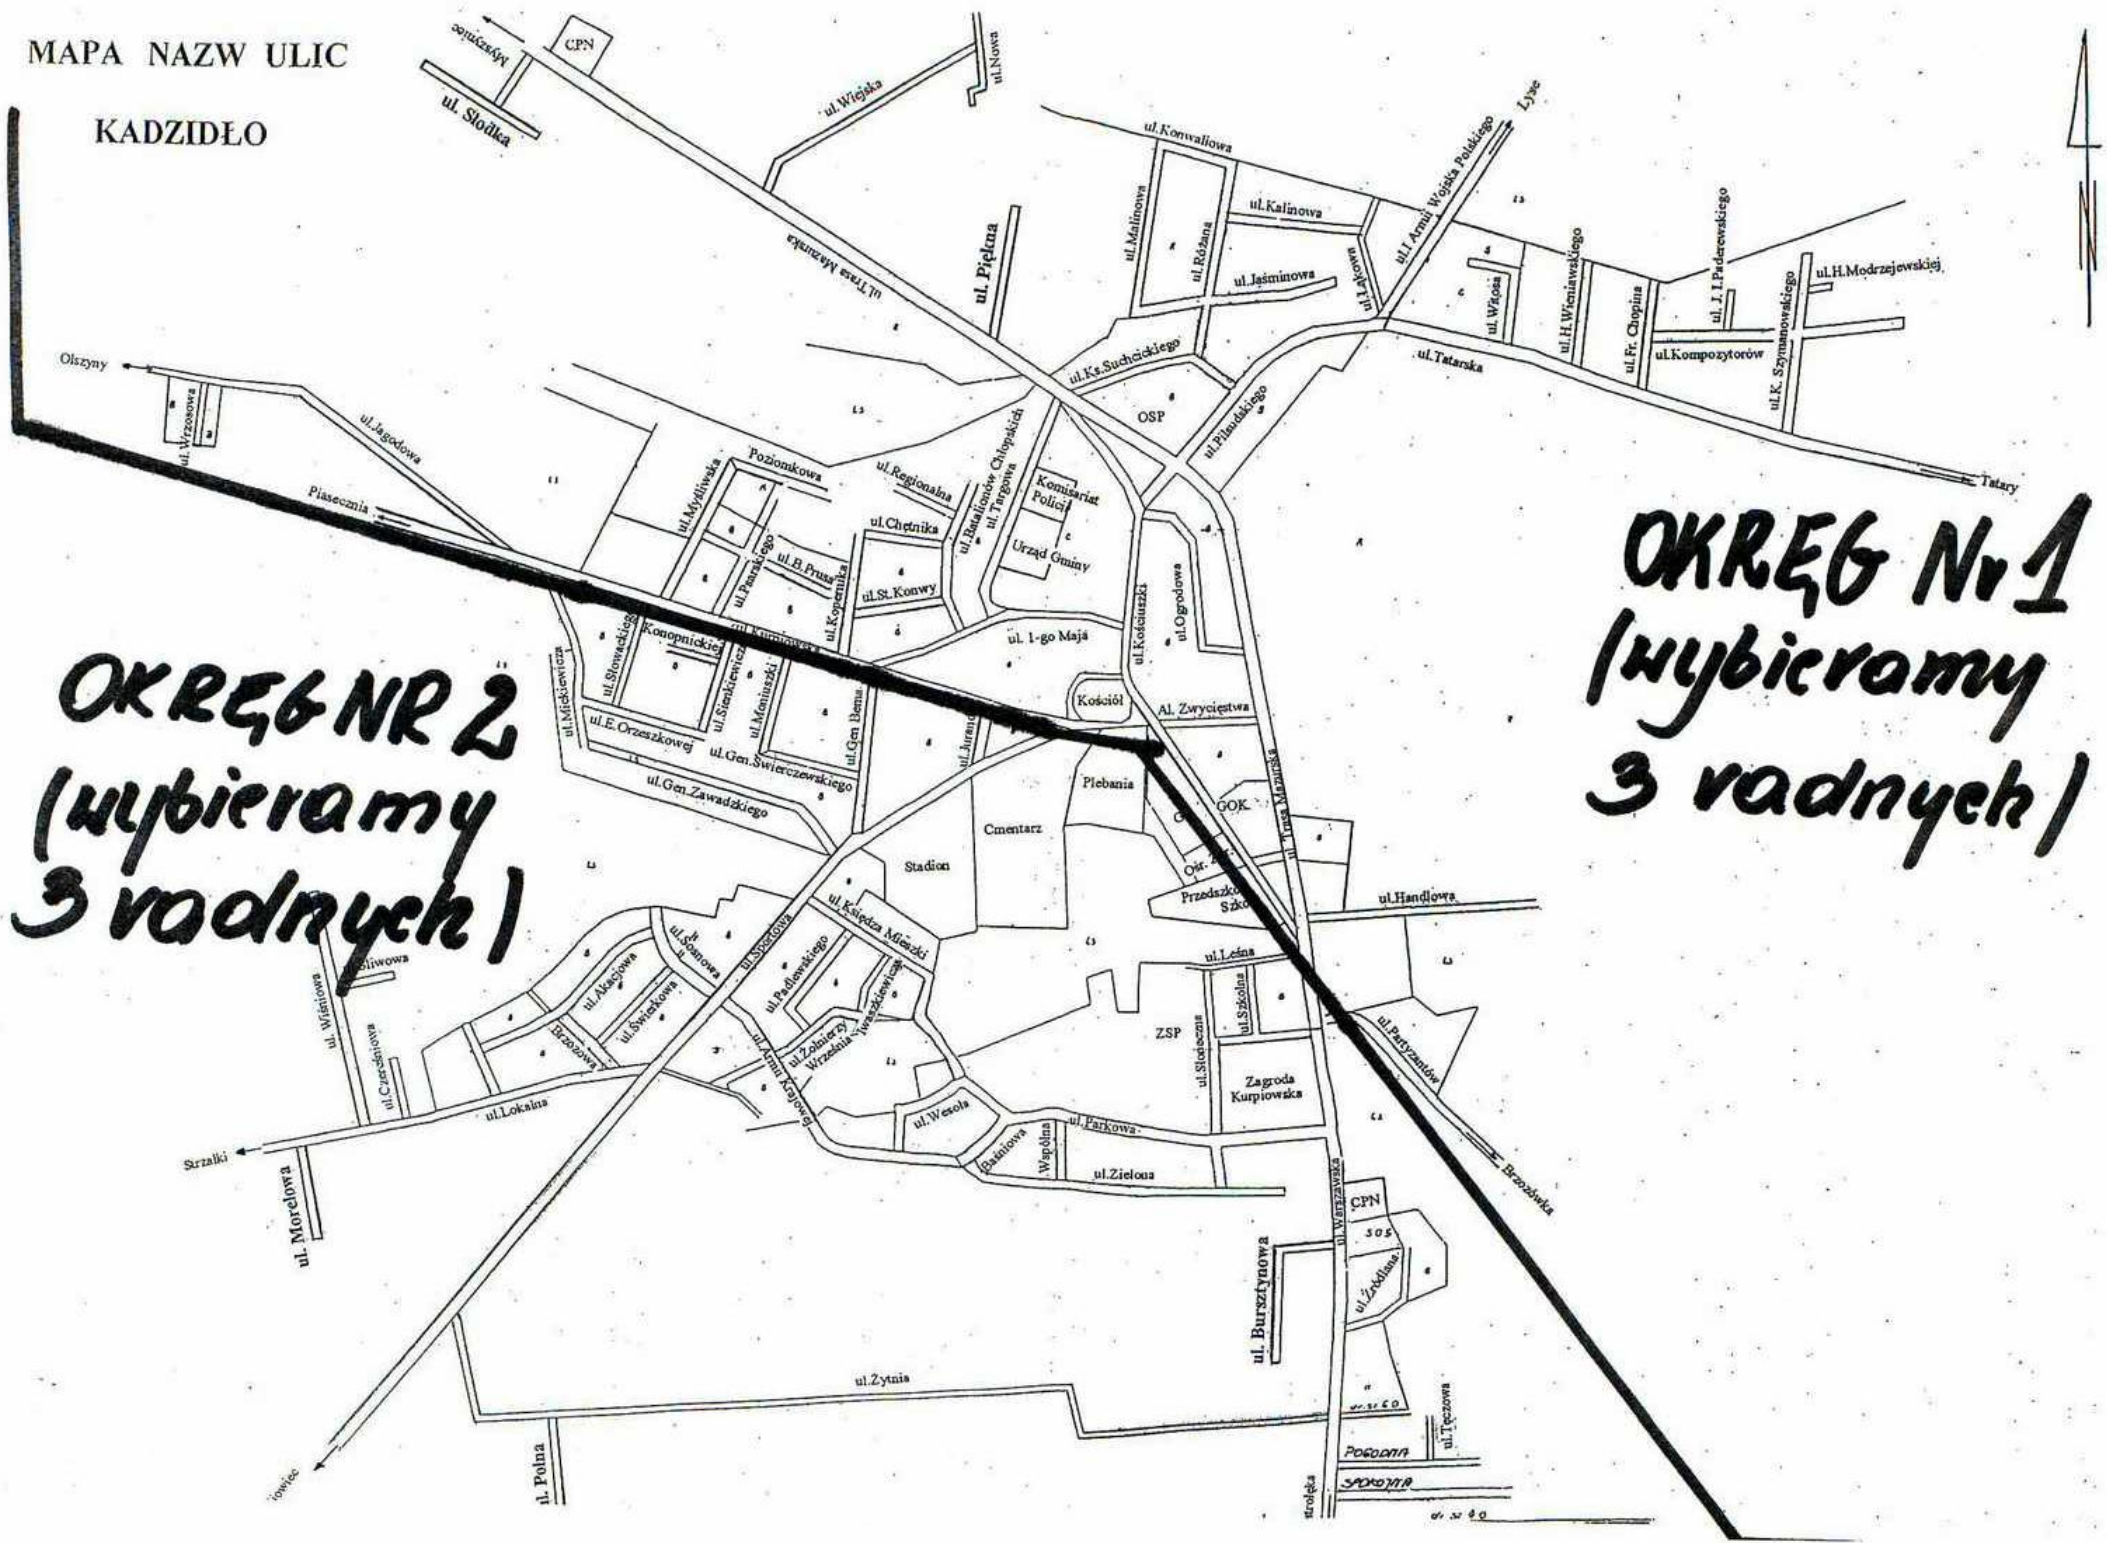 MAPA NAZW ULIC
KADZIDŁO
Myszyniec
CPN
ul. Słodka
ul.Wiejska
ul.Nowa
ul.Trasa Mazurska
ul. Piękna
ul.Konwaliowa
ul.Malinowa
ul.Różana
ul.Kalinowa
ul.Jaśminowa
ul.Łąkowa
ul.I Armii Wojska Polskiego
Łyse
ul.Witosa
ul.H.Wieniawskiego
ul.Fr. Chopina
ul. J.I.Paderewskiego
ul.Kompozytorów
ul.K. Szymanowskiego
ul.H.Modrzejewskiej
ul.Tatarska
Tatary
N
Olszyny
ul.Wrzosowa
ul.Jagodowa
Piasecznia
ul.Ks.Suchcickiego
OSP
ul.Piłsudskiego
ul.Myśliwska
Poziomkowa
ul.Regionalna
ul.Chętnika
ul.Batalionów Chłopskich
ul.Targowa
Komisariat
Policji
Urząd Gminy
ul.Psarskiego
ul.B.Prusa
ul.Kopernika
ul.St.Konwy
ul. 1-go Maja
ul.Kościuszki
ul.Ogrodowa
OKRĘG Nr 1
(wybieramy
3 radnych)
OKRĘG NR 2
(wybieramy
3 radnych)
ul.Mickiewicza
ul.Słowackiego
Konopnickiej
ul.Kurpiowska
ul.Sienkiewicza
ul.Moniuszki
ul.Gen Bema
ul.E.Orzeszkowej
ul.Gen.Świerczewskiego
ul.Gen.Zawadzkiego
Kościół
Al. Zwycięstwa
ul. Trasa Mazurska
Plebania
GOK
Cmentarz
Stadion
Ośr.
ul.Handlowa
ul.Księdza Mieszki
ul.Sosnowa
ul.Sportowa
ul.Padlewskiego
Iwaszkiewicza
ul.Żołnierzy
Września
ul.Akacjowa
ul.Świerkowa
Brzozowa
ul. Wiśniowa
ul.Czereśniowa
ul.Lokalna
Strzałki
ul. Morelowa
ul.Armii Krajowej
ul.Wesoła
Baśniowa
Wspólna
ul.Parkowa
ul.Zielona
ul.Leśna
ul.Szkolna
ZSP
ul.Słoneczna
Zagroda
Kurpiowska
ul.Partyzantów
Brzozówka
ul.Warszawska
CPN
SOS
ul.Źródlana
ul. Bursztynowa
ul.Żytnia
ul.Tęczowa
POGODNA
SPOKOJNA